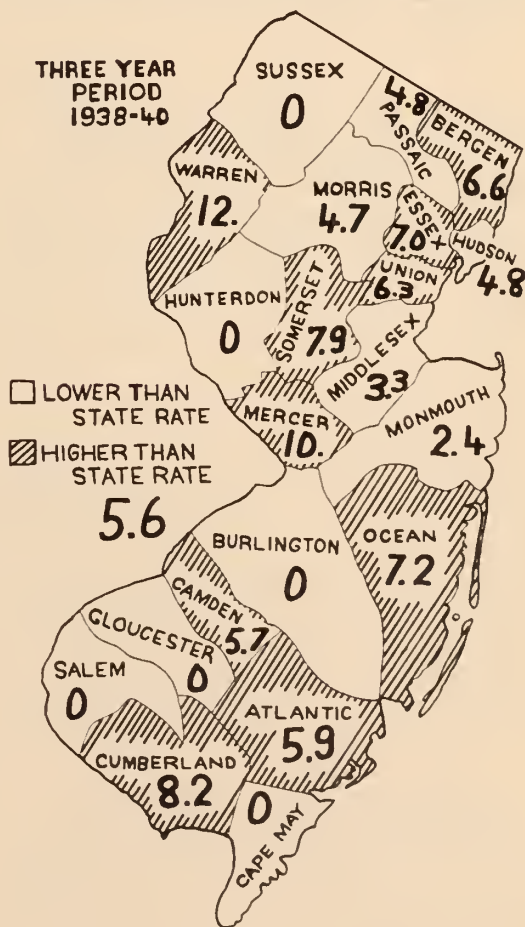 THREE YEAR
PERIOD
1938-40
SUSSEX
0
4.8
PASSAIC
BERGEN
6.6
WARREN
12.
MORRIS
4.7
ESSEX
7.0+
HUDSON
4.8
UNION
6.3
HUNTERDON
0
SOMERSET
7.9
MIDDLESEX
3.3
MERCER
10.
MONMOUTH
2.4
LOWER THAN
STATE RATE
HIGHER THAN
STATE RATE
5.6
BURLINGTON
0
OCEAN
7.2
CAMDEN
5.7
GLOUCESTER
0
SALEM
0
ATLANTIC
5.9
CUMBERLAND
8.2
0
CAPE MAY